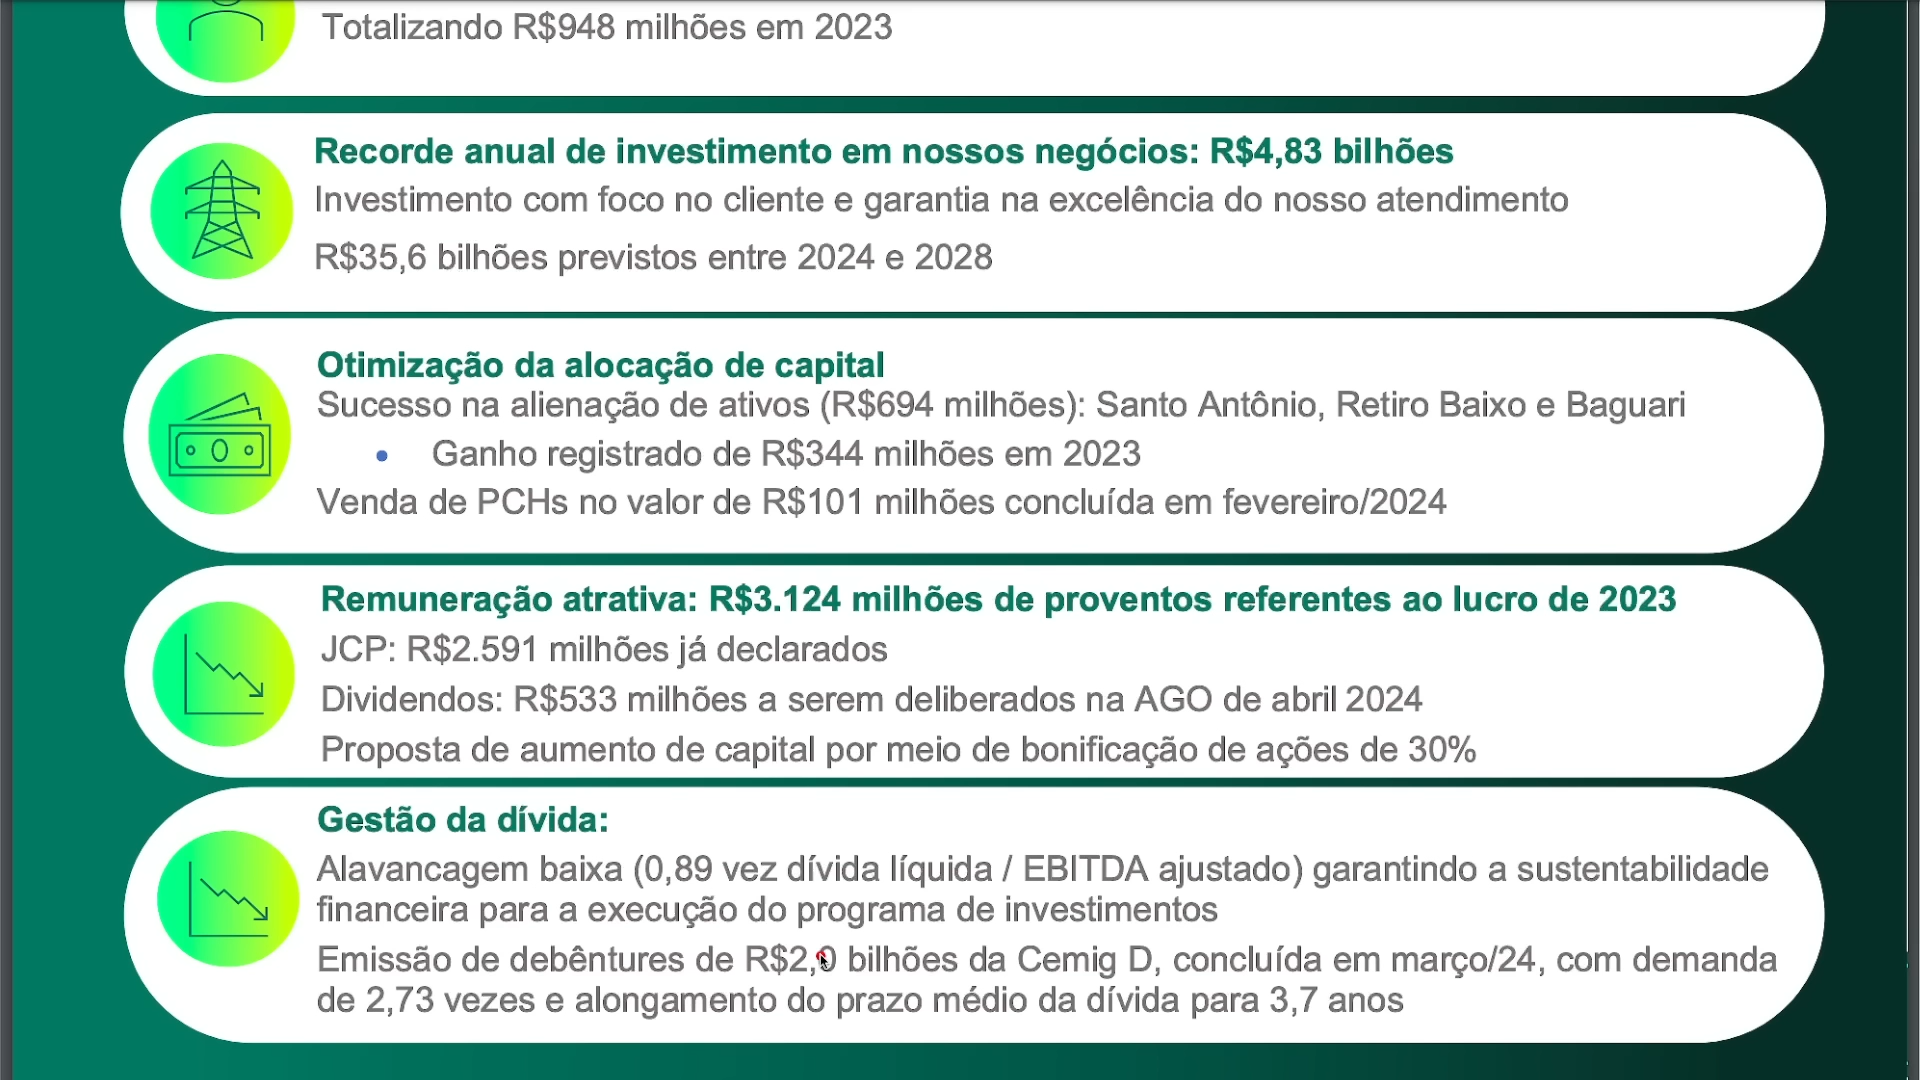 Totalizando R$948 milhões em 2023
Recorde anual de investimento em nossos negócios: R$4,83 bilhões
Investimento com foco no cliente e garantia na excelência do nosso atendimento
R$35,6 bilhões previstos entre 2024 e 2028
Otimização da alocação de capital
Sucesso na alienação de ativos (R$694 milhões): Santo Antônio, Retiro Baixo e Baguari
• Ganho registrado de R$344 milhões em 2023
Venda de PCHs no valor de R$101 milhões concluída em fevereiro/2024
Remuneração atrativa: R$3.124 milhões de proventos referentes ao lucro de 2023
JCP: R$2.591 milhões já declarados
Dividendos: R$533 milhões a serem deliberados na AGO de abril 2024
Proposta de aumento de capital por meio de bonificação de ações de 30%
Gestão da dívida:
Alavancagem baixa (0,89 vez dívida líquida / EBITDA ajustado) garantindo a sustentabilidade
financeira para a execução do programa de investimentos
Emissão de debêntures de R$2,0 bilhões da Cemig D, concluída em março/24, com demanda
de 2,73 vezes e alongamento do prazo médio da dívida para 3,7 anos